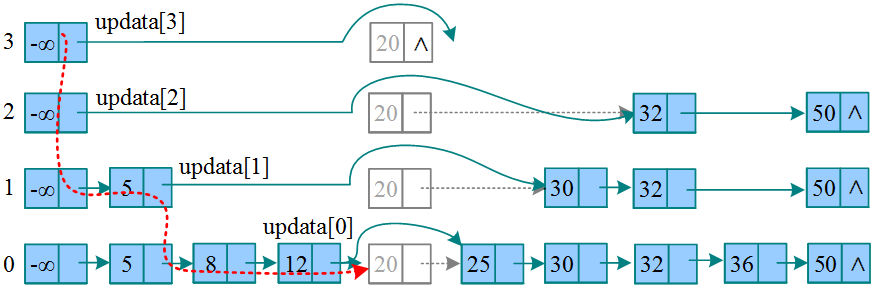 updata[3]
3 -∞ 20 ∧
updata[2]
2 -∞ 20 32 50 ∧
updata[1]
1 -∞ 5 20 30 32 50 ∧
updata[0]
0 -∞ 5 8 12 20 25 30 32 36 50 ∧